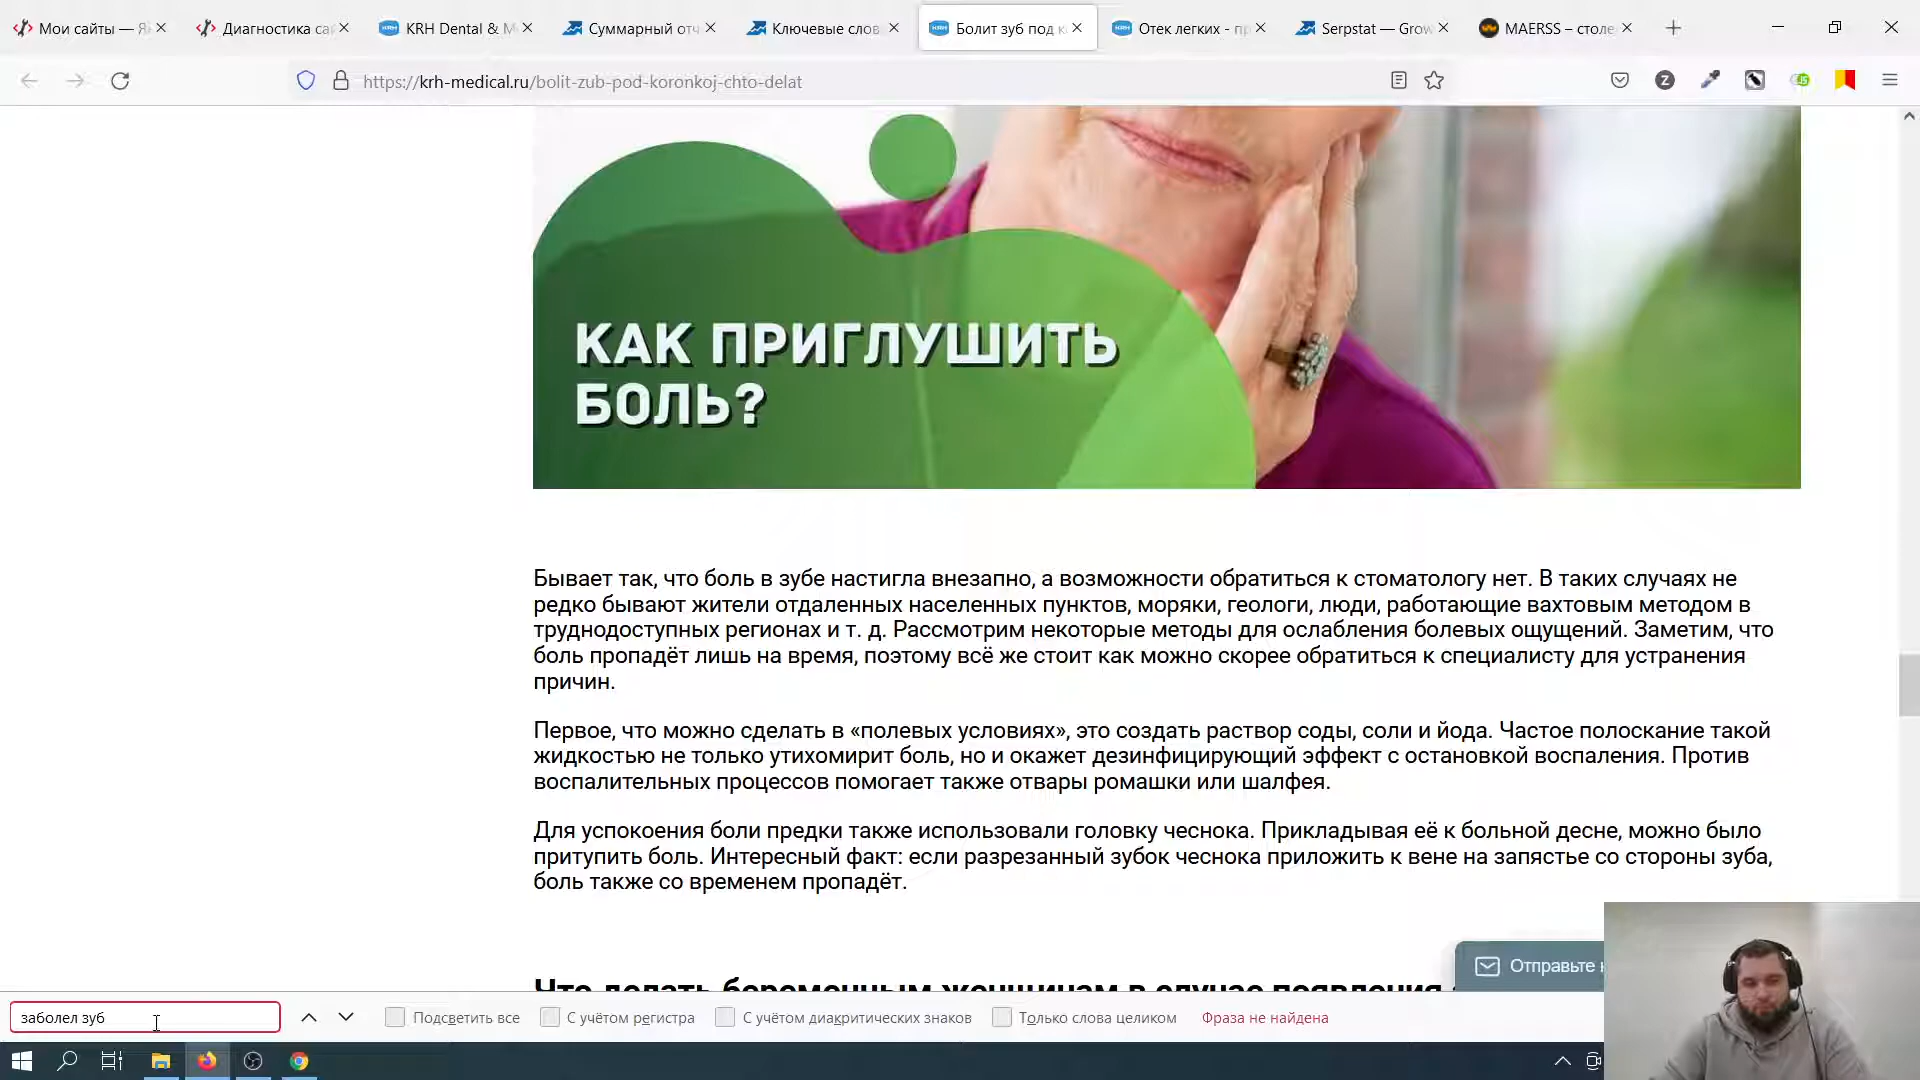 Мои сайты — Я
Диагностика са
KRH Dental & M
Суммарный отч
Ключевые слов
Болит зуб под к
Отек легких - п
Serpstat — Grow
MAERSS – столе
https://krh-medical.ru/bolit-zub-pod-koronkoj-chto-delat
КАК ПРИГЛУШИТЬ
БОЛЬ?
Бывает так, что боль в зубе настигла внезапно, а возможности обратиться к стоматологу нет. В таких случаях не
редко бывают жители отдаленных населенных пунктов, моряки, геологи, люди, работающие вахтовым методом в
труднодоступных регионах и т. д. Рассмотрим некоторые методы для ослабления болевых ощущений. Заметим, что
боль пропадёт лишь на время, поэтому всё же стоит как можно скорее обратиться к специалисту для устранения
причин.
Первое, что можно сделать в «полевых условиях», это создать раствор соды, соли и йода. Частое полоскание такой
жидкостью не только утихомирит боль, но и окажет дезинфицирующий эффект с остановкой воспаления. Против
воспалительных процессов помогает также отвары ромашки или шалфея.
Для успокоения боли предки также использовали головку чеснока. Прикладывая её к больной десне, можно было
притупить боль. Интересный факт: если разрезанный зубок чеснока приложить к вене на запястье со стороны зуба,
боль также со временем пропадёт.
Отправьте
Что делать беременным женщинам в случае появления
заболел зуб
Подсветить все
С учётом регистра
С учётом диакритических знаков
Только слова целиком
Фраза не найдена